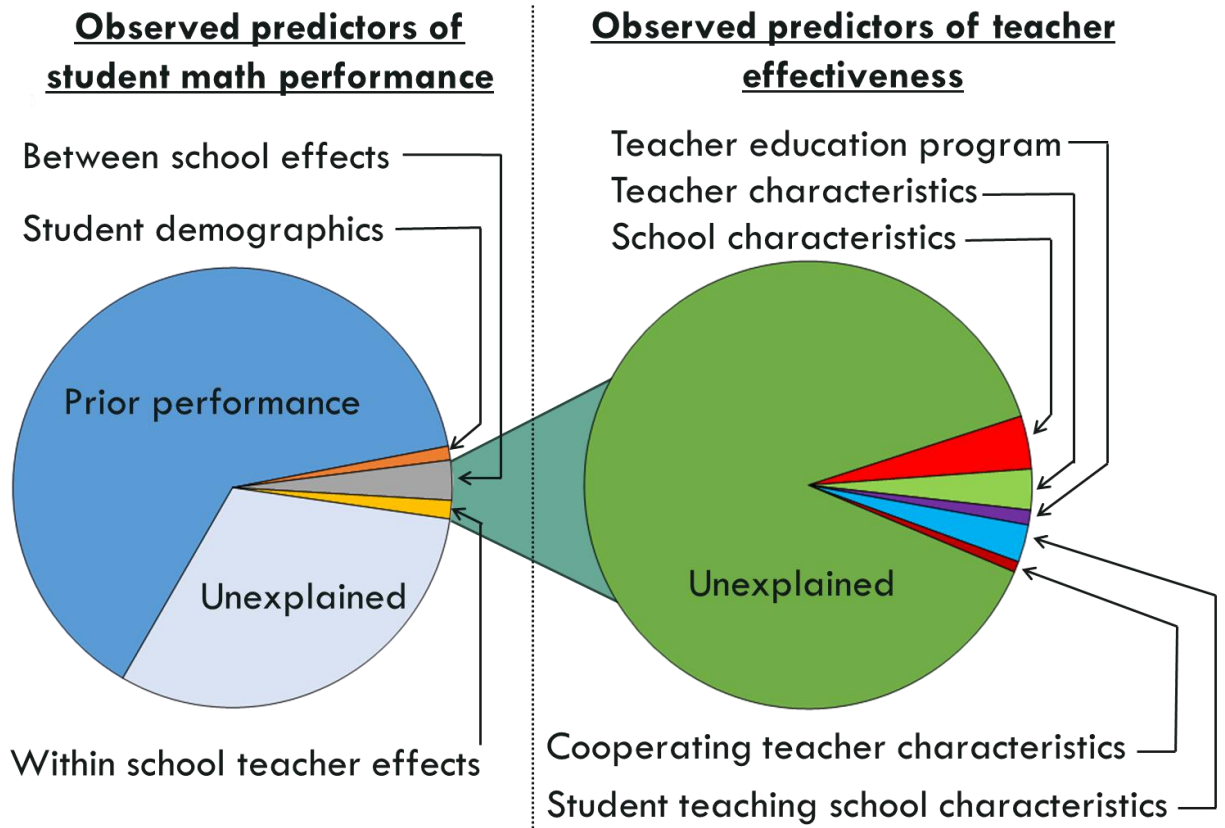 Observed predictors of
student math performance
Between school effects
Student demographics
Prior performance
Unexplained
Within school teacher effects
Observed predictors of teacher
effectiveness
Teacher education program
Teacher characteristics
School characteristics
Unexplained
Cooperating teacher characteristics
Student teaching school characteristics